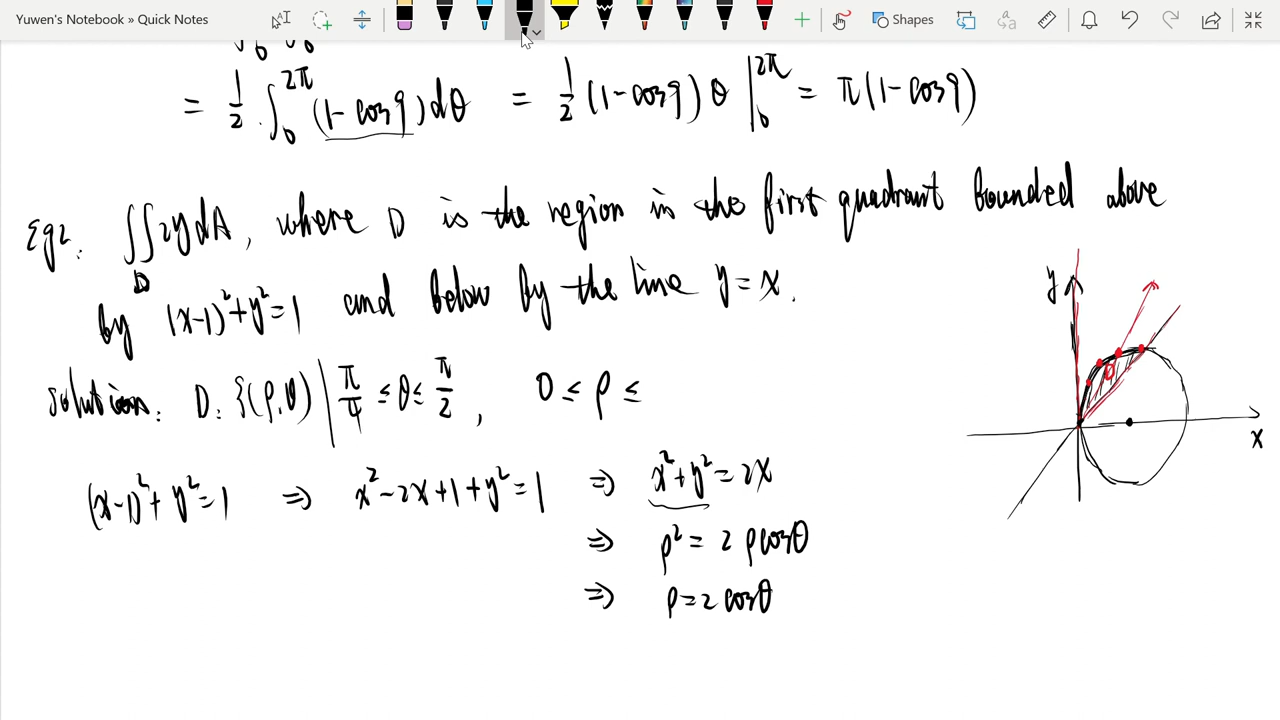 Yuwen's Notebook » Quick Notes
Shapes
= 1/2 ∫₀^2π (1-cos9)dθ = 1/2 (1-cos9) θ |₀^2π = π(1-cos9)
Eg2. ∬_D 2y dA, where D is the region in the first quadrant bounded above
by (x-1)²+y²=1 and below by the line y=x.
solution: D: {(ρ,θ) | π/4 ≤ θ ≤ π/2, 0 ≤ ρ ≤
(x-1)²+y²=1 ⇒ x²-2x+1+y²=1 ⇒ x²+y²=2x
⇒ ρ² = 2ρcosθ
⇒ ρ=2cosθ
y
D
x